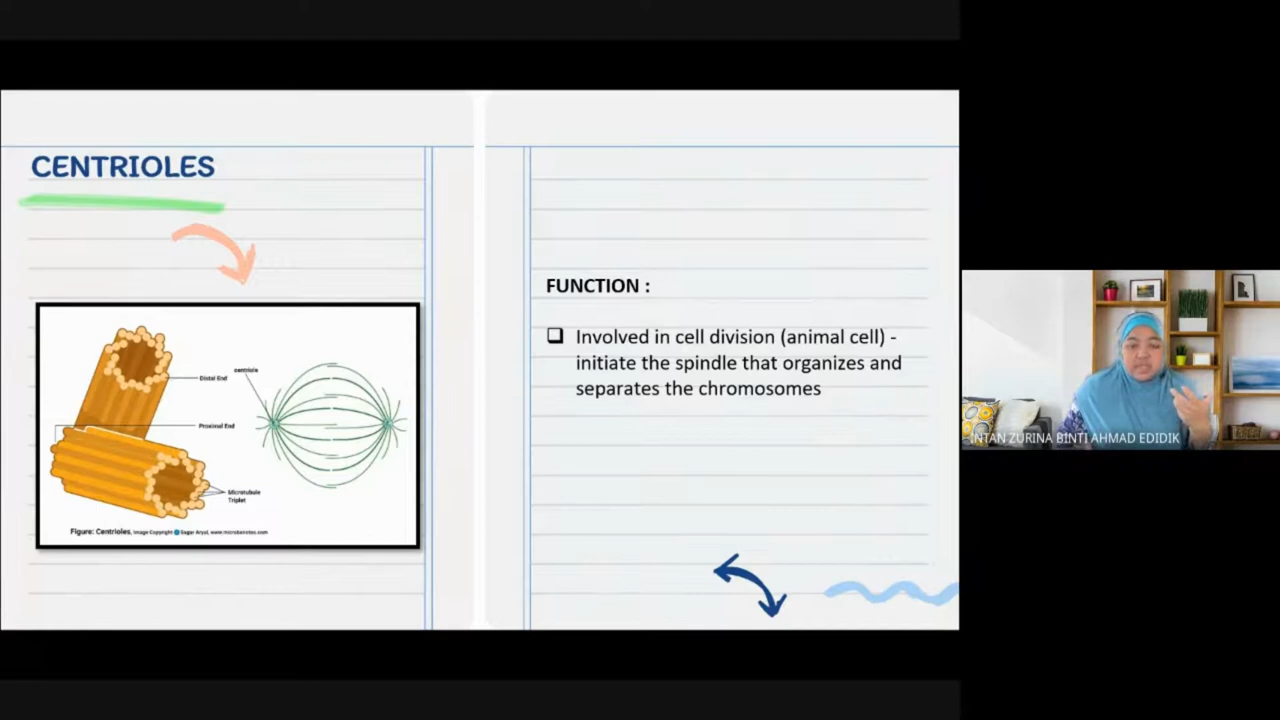 CENTRIOLES
Distal End
centriole
Proximal End
Microtubule
Triplet
Figure: Centrioles, Image Copyright Sagar Aryal, www.microbenotes.com
FUNCTION :
Involved in cell division (animal cell) -
initiate the spindle that organizes and
separates the chromosomes
INTAN ZURINA BINTI AHMAD EDIDIK